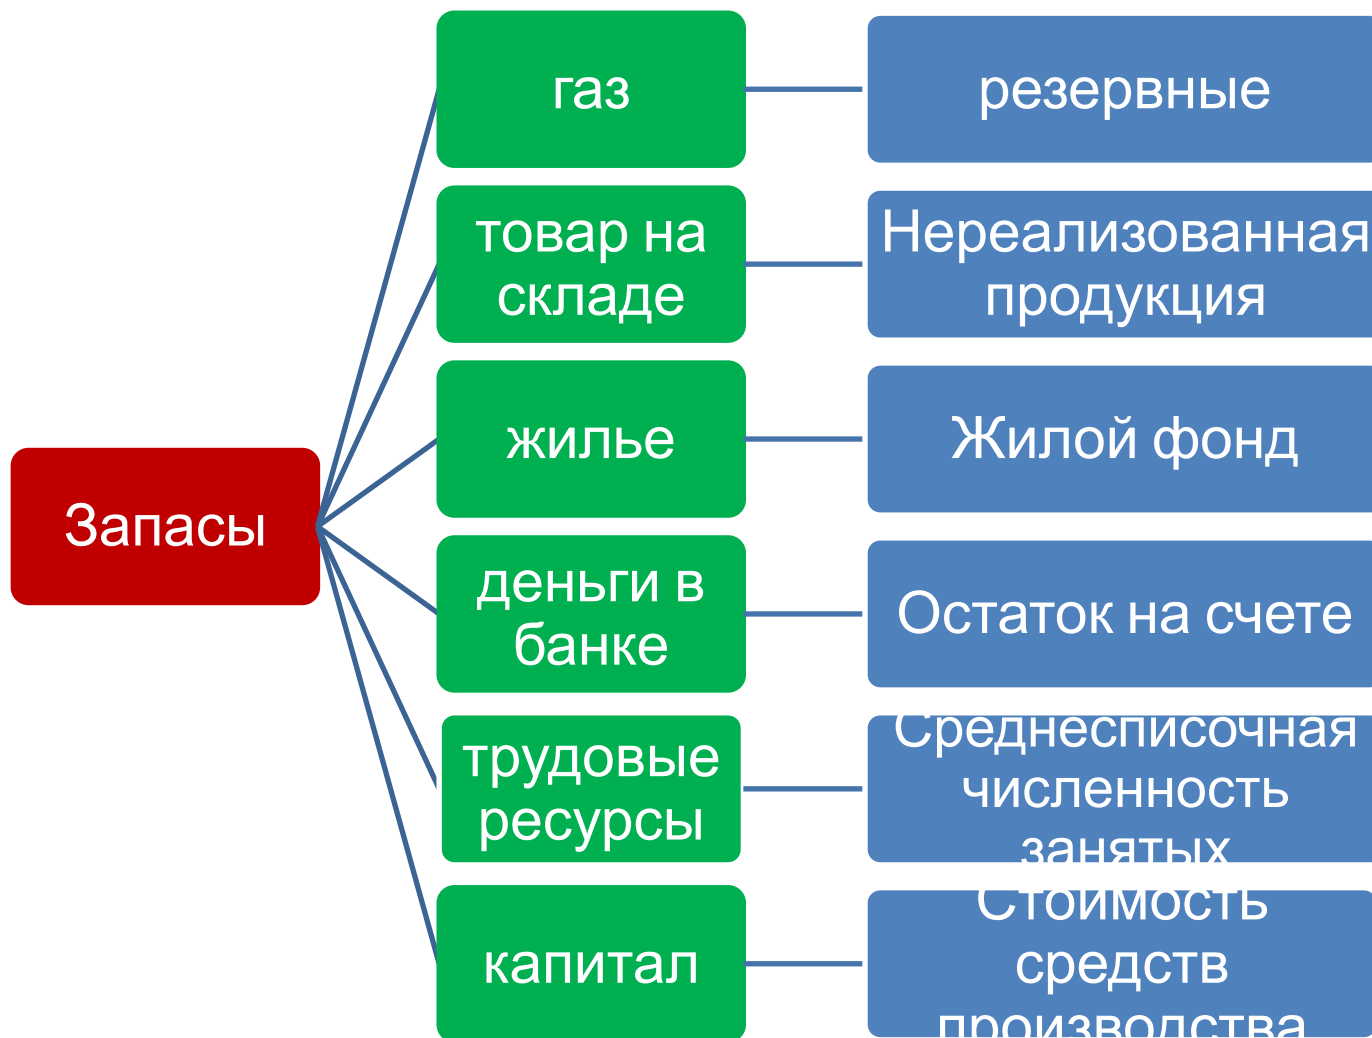 Запасы
газ
резервные
товар на
складе
Нереализованная
продукция
жилье
Жилой фонд
деньги в
банке
Остаток на счете
трудовые
ресурсы
Среднесписочная
численность
занятых
капитал
Стоимость
средств
производства